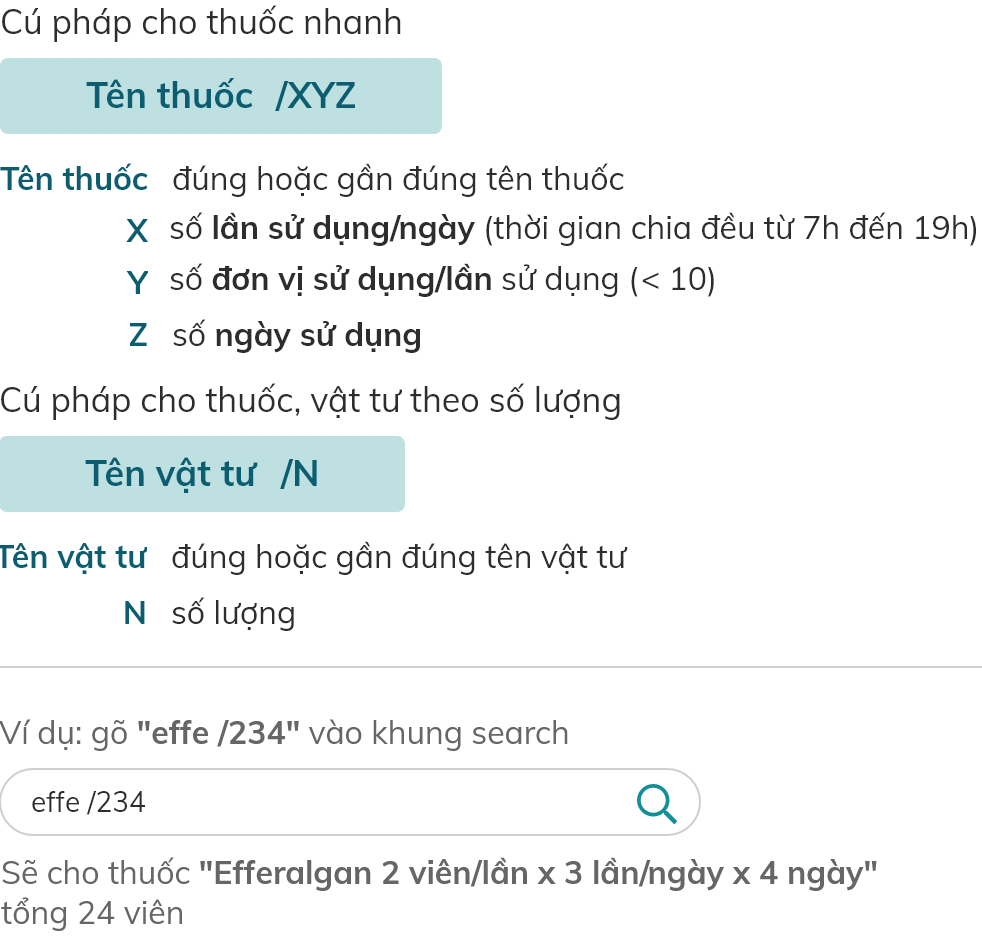 Cú pháp cho thuốc nhanh
Tên thuốc /XYZ
Tên thuốc đúng hoặc gần đúng tên thuốc
X số lần sử dụng/ngày (thời gian chia đều từ 7h đến 19h)
Y số đơn vị sử dụng/lần sử dụng (< 10)
Z số ngày sử dụng
Cú pháp cho thuốc, vật tư theo số lượng
Tên vật tư /N
Tên vật tư đúng hoặc gần đúng tên vật tư
N số lượng
Ví dụ: gõ "effe /234" vào khung search
effe /234
Sẽ cho thuốc "Efferalgan 2 viên/lần x 3 lần/ngày x 4 ngày"
tổng 24 viên